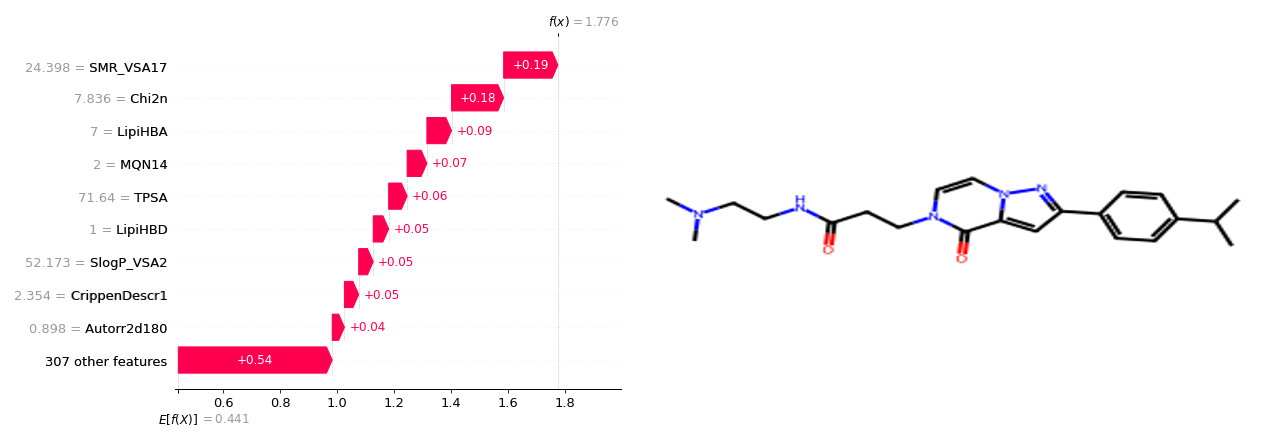 f(x) = 1.776
24.398 = SMR_VSA17
+0.19
7.836 = Chi2n
+0.18
7 = LipiHBA
+0.09
2 = MQN14
+0.07
71.64 = TPSA
+0.06
1 = LipiHBD
+0.05
52.173 = SlogP_VSA2
+0.05
2.354 = CrippenDescr1
+0.05
0.898 = Autorr2d180
+0.04
307 other features
+0.54
0.6 0.8 1.0 1.2 1.4 1.6 1.8
E[f(X)] = 0.441
H
N
N
O
N
O
N
N